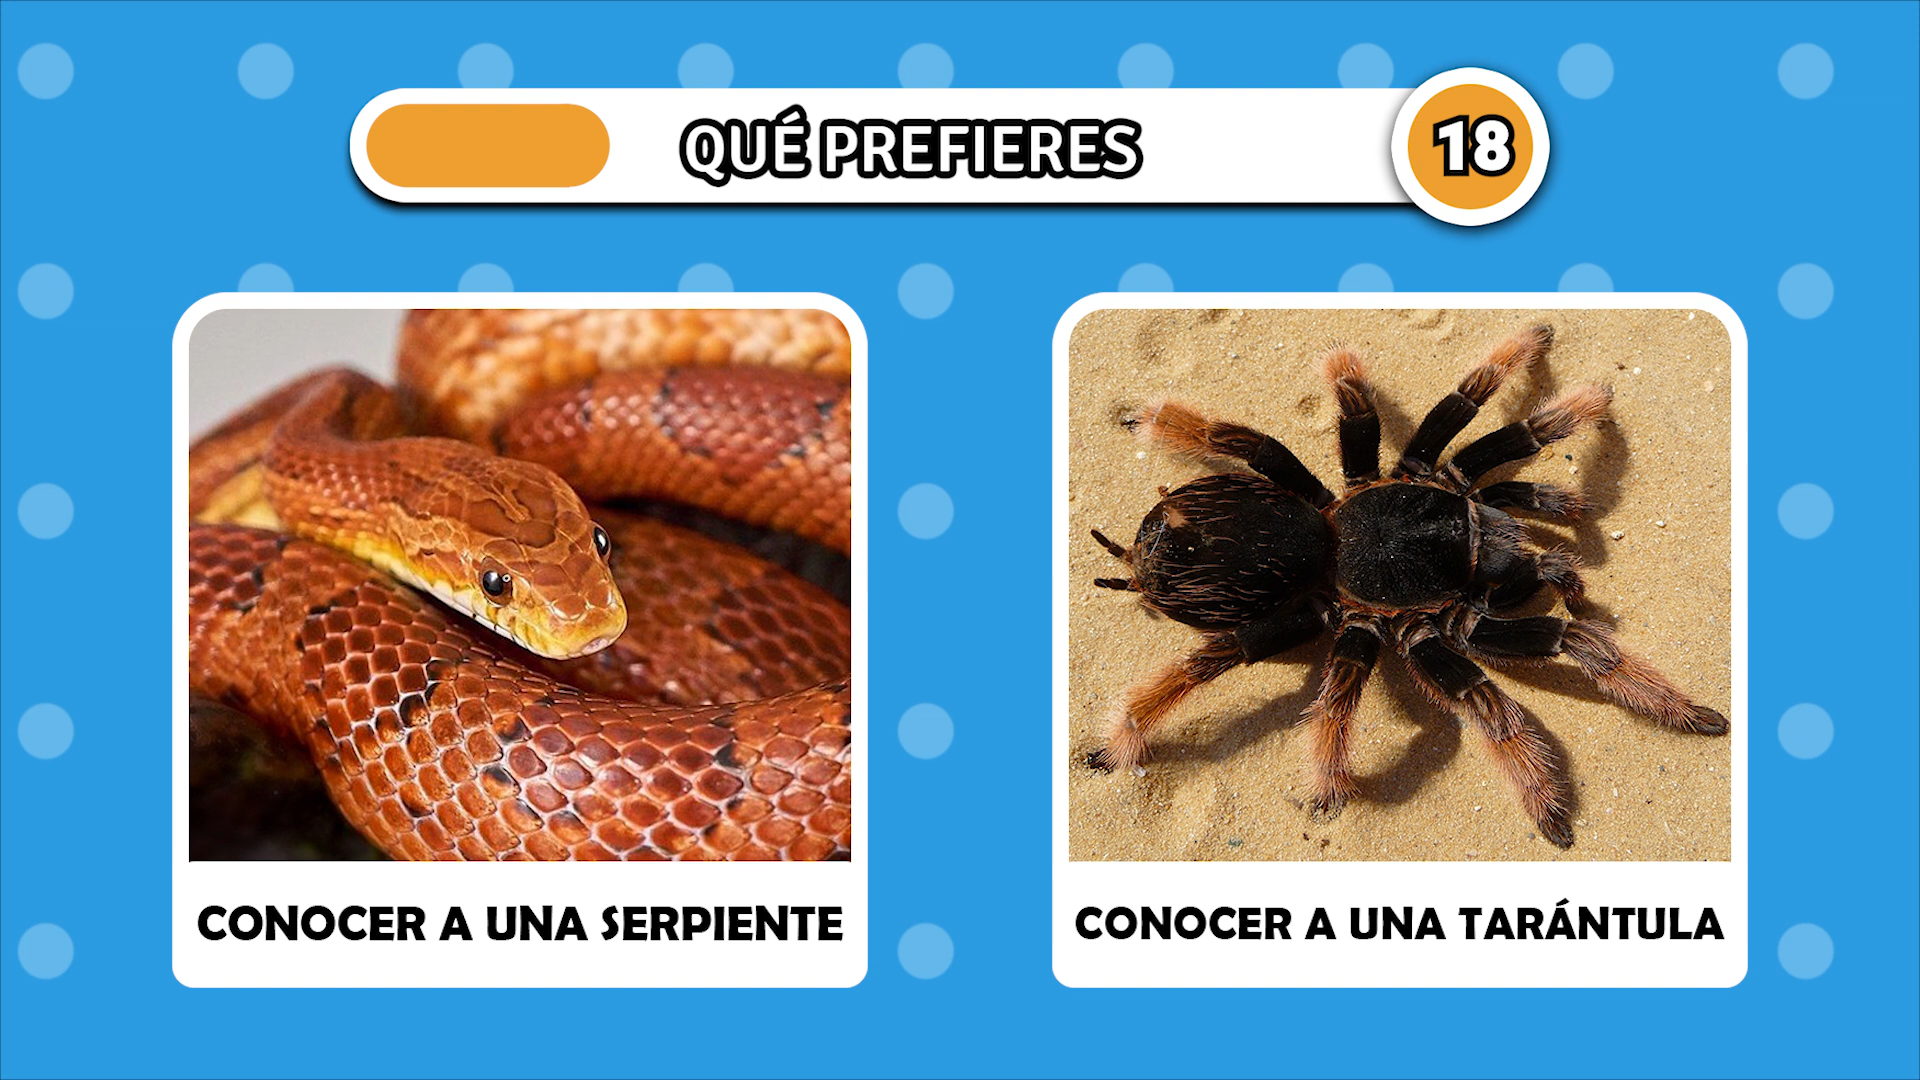 QUÉ PREFIERES
18
CONOCER A UNA SERPIENTE
CONOCER A UNA TARÁNTULA